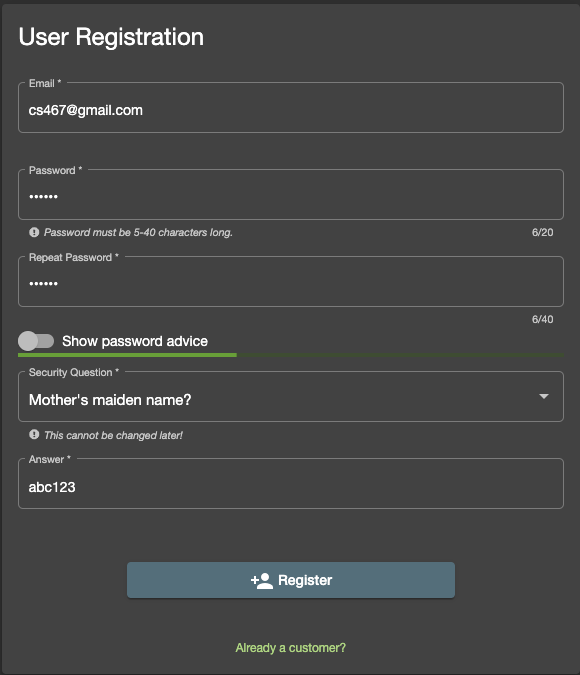 User Registration
Email *
cs467@gmail.com
Password *
••••••
Password must be 5-40 characters long.
6/20
Repeat Password *
••••••
6/40
Show password advice
Security Question *
Mother's maiden name?
This cannot be changed later!
Answer *
abc123
Register
Already a customer?